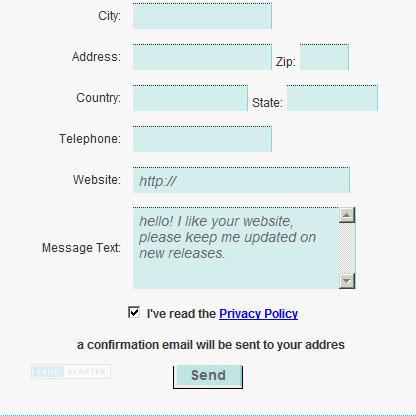 City:
Address: Zip:
Country: State:
Telephone:
Website: http://
Message Text: hello! I like your website,
please keep me updated on
new releases.
I've read the Privacy Policy
a confirmation email will be sent to your addres
SEND BLASTER
Send